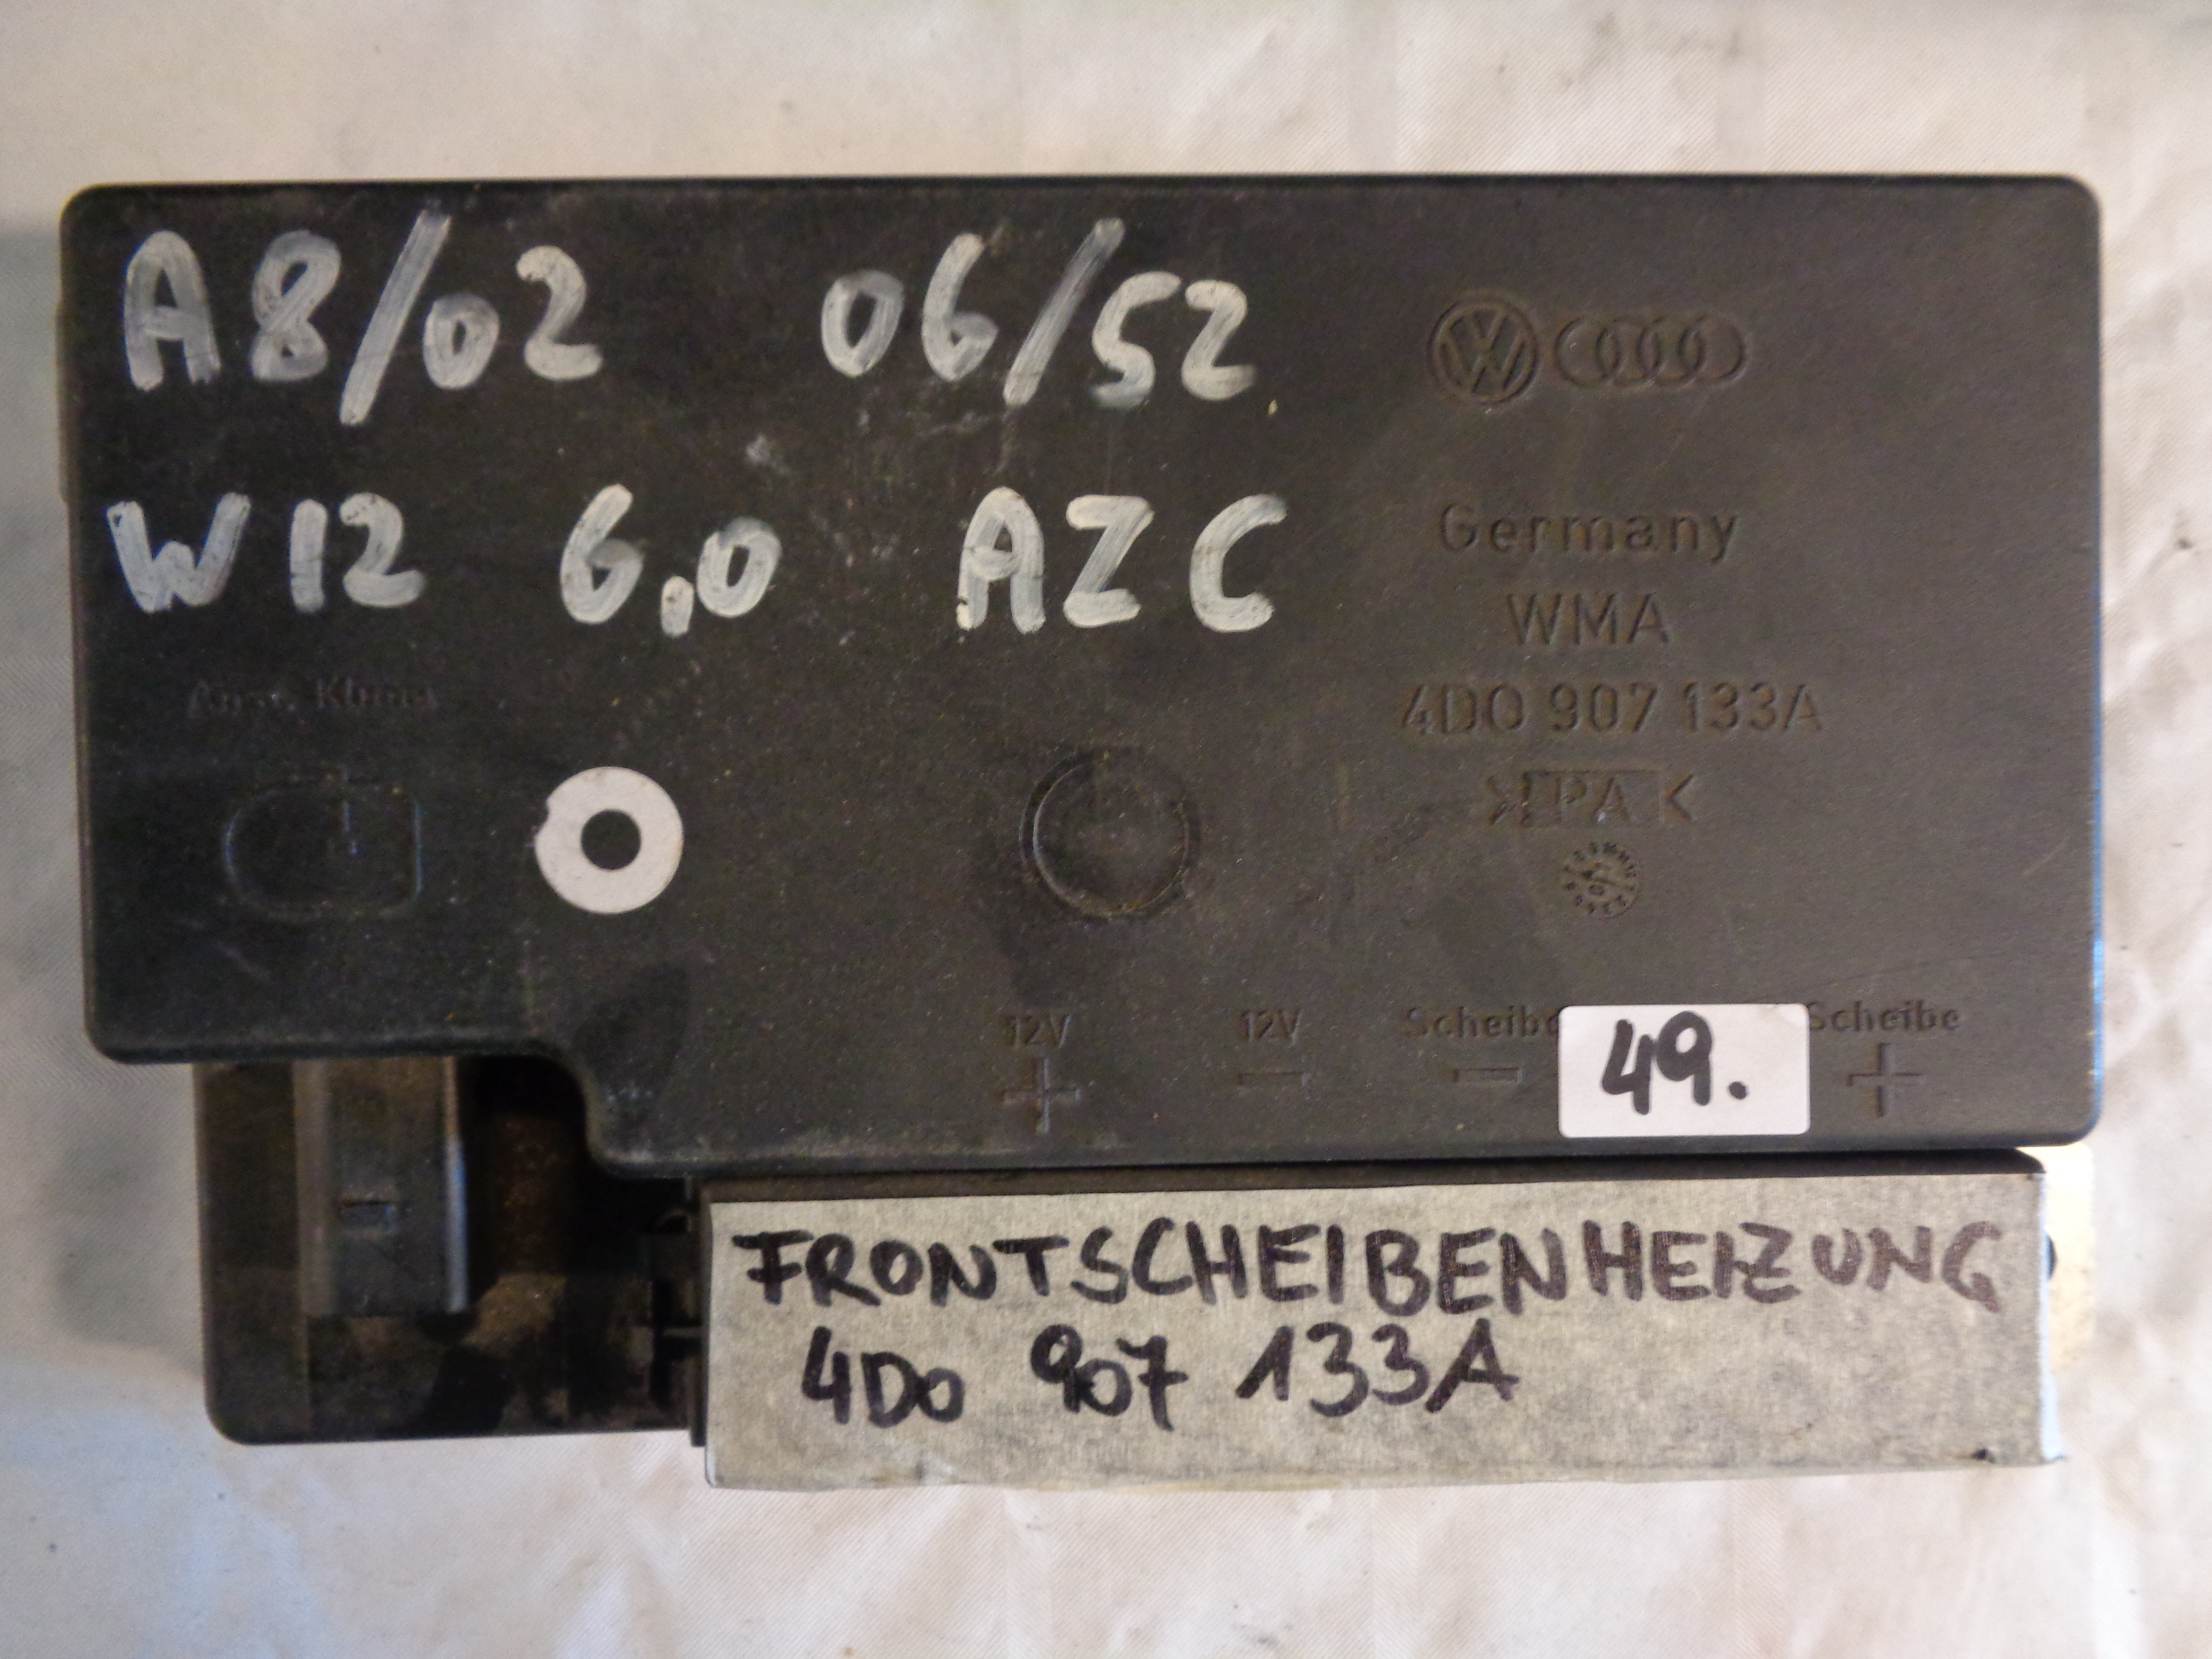 A8/02 06/52
W12 6,0 AZC
Germany
WMA
4D0 907 133A
>PA<
12V 12V Scheibe Scheibe
+ - - +
49.
FRONTSCHEIBENHEIZUNG
4D0 907 133A